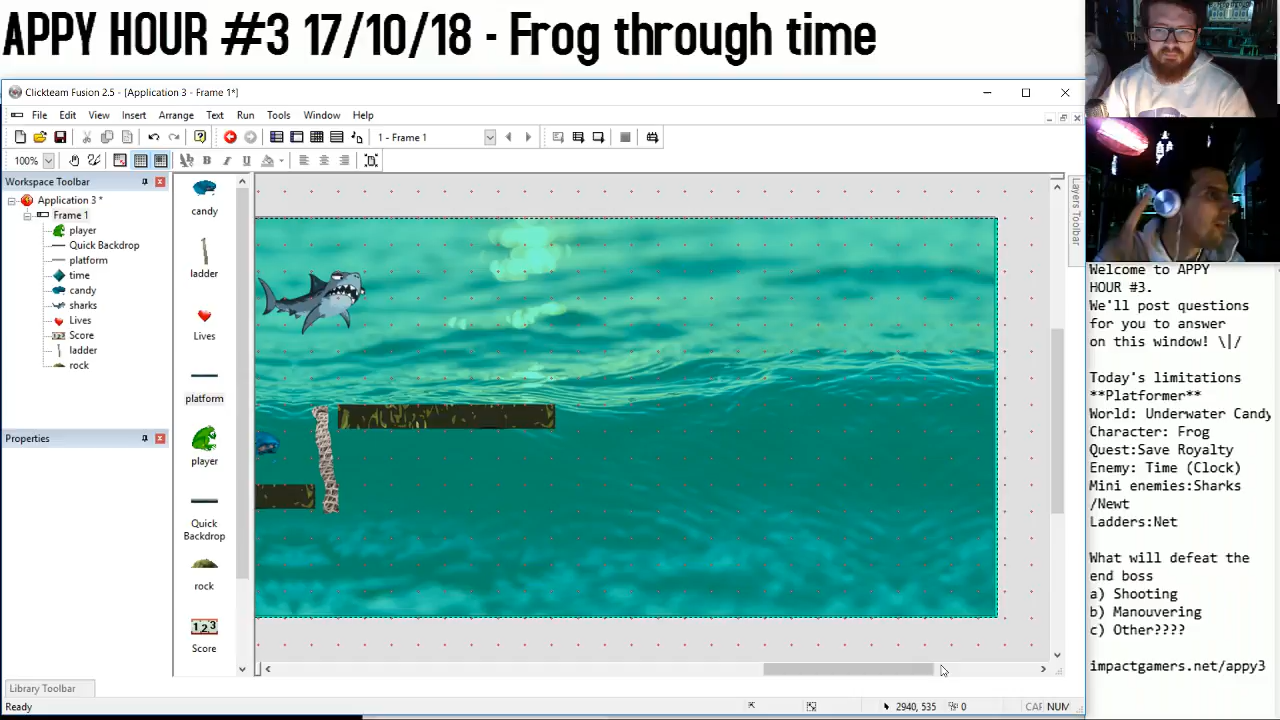 APPY HOUR #3 17/10/18 - Frog through time
Clickteam Fusion 2.5 - [Application 3 - Frame 1*]
File Edit View Insert Arrange Text Run Tools Window Help
1 - Frame 1
100%
B I U
Workspace Toolbar
Application 3 *
Frame 1
player
Quick Backdrop
platform
time
candy
sharks
Lives
Score
ladder
rock
Properties
Library Toolbar
Ready
candy
ladder
Lives
platform
player
Quick
Backdrop
rock
123
Score
Layers Toolbar
2940, 535
0
CAP NUM
Welcome to APPY
HOUR #3.
We'll post questions
for you to answer
on this window! \|/
Today's limitations
**Platformer**
World: Underwater Candy
Character: Frog
Quest:Save Royalty
Enemy: Time (Clock)
Mini enemies:Sharks
/Newt
Ladders:Net
What will defeat the
end boss
a) Shooting
b) Manouvering
c) Other????
impactgamers.net/appy3